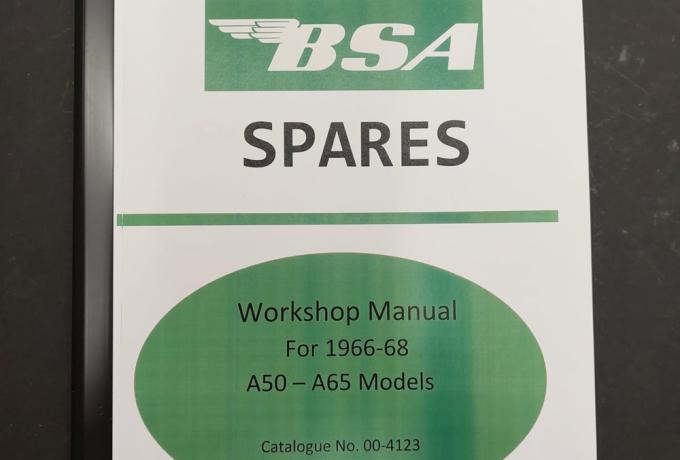 BSA
SPARES
Workshop Manual
For 1966-68
A50 – A65 Models
Catalogue No. 00-4123